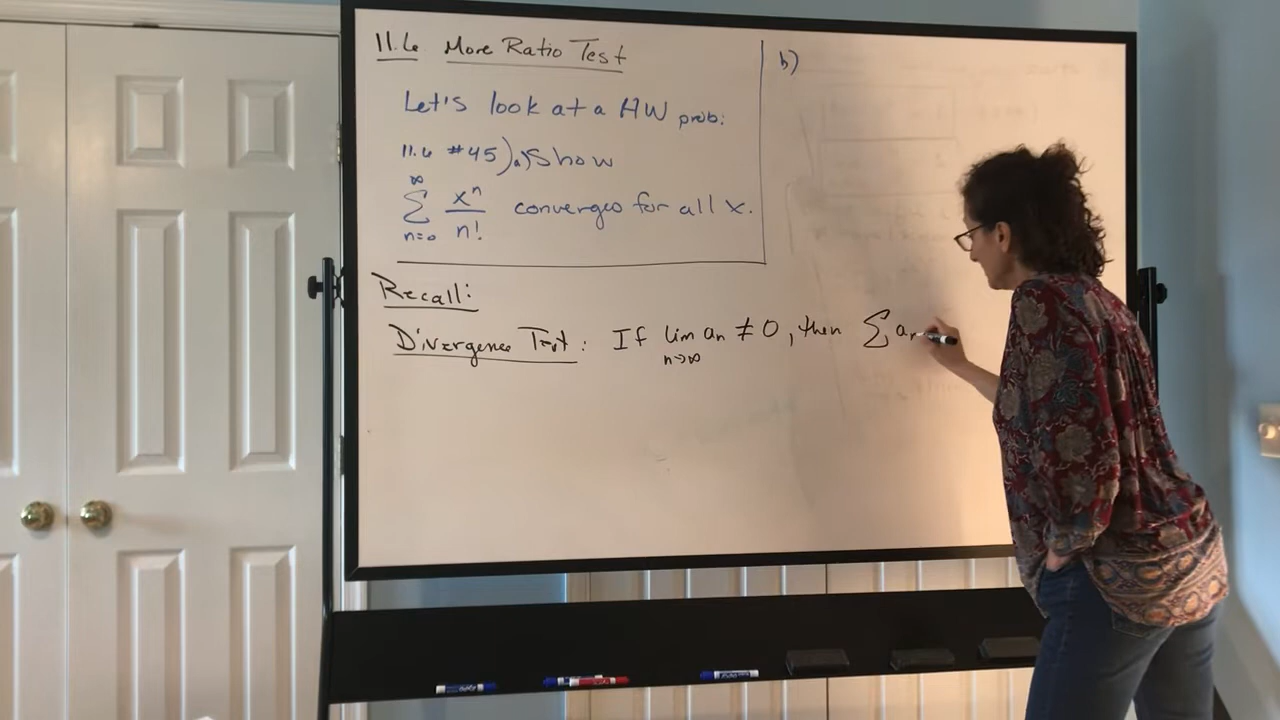 11.6 More Ratio Test
Let's look at a HW prob:
11.6 #45) a) Show
∞
∑ xⁿ/n! converges for all x.
n=0
b)
Recall:
Divergence Test: If lim aₙ ≠ 0, then ∑ aₙ
n→∞